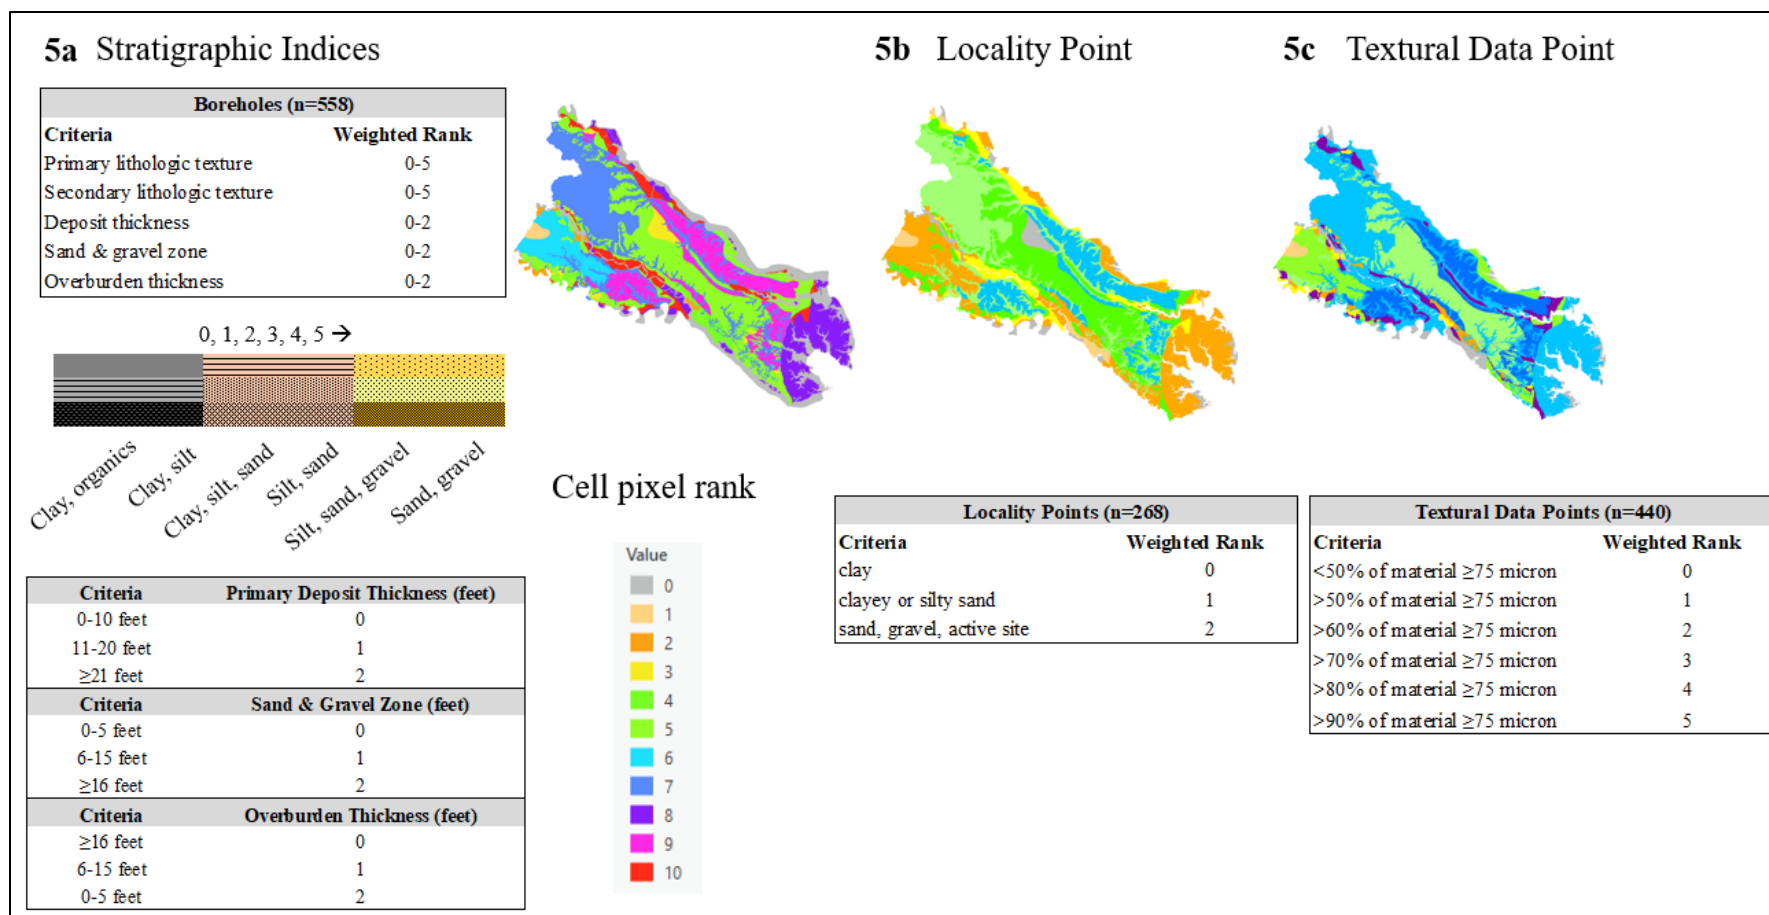 5a Stratigraphic Indices
Boreholes (n=558)
Criteria Weighted Rank
Primary lithologic texture 0-5
Secondary lithologic texture 0-5
Deposit thickness 0-2
Sand & gravel zone 0-2
Overburden thickness 0-2
0, 1, 2, 3, 4, 5 →
Clay, organics
Clay, silt
Clay, silt, sand
Silt, sand
Silt, sand, gravel
Sand, gravel
Criteria Primary Deposit Thickness (feet)
0-10 feet 0
11-20 feet 1
≥21 feet 2
Criteria Sand & Gravel Zone (feet)
0-5 feet 0
6-15 feet 1
≥16 feet 2
Criteria Overburden Thickness (feet)
≥16 feet 0
6-15 feet 1
0-5 feet 2
Cell pixel rank
Value
0
1
2
3
4
5
6
7
8
9
10
5b Locality Point
Locality Points (n=268)
Criteria Weighted Rank
clay 0
clayey or silty sand 1
sand, gravel, active site 2
5c Textural Data Point
Textural Data Points (n=440)
Criteria Weighted Rank
<50% of material ≥75 micron 0
>50% of material ≥75 micron 1
>60% of material ≥75 micron 2
>70% of material ≥75 micron 3
>80% of material ≥75 micron 4
>90% of material ≥75 micron 5